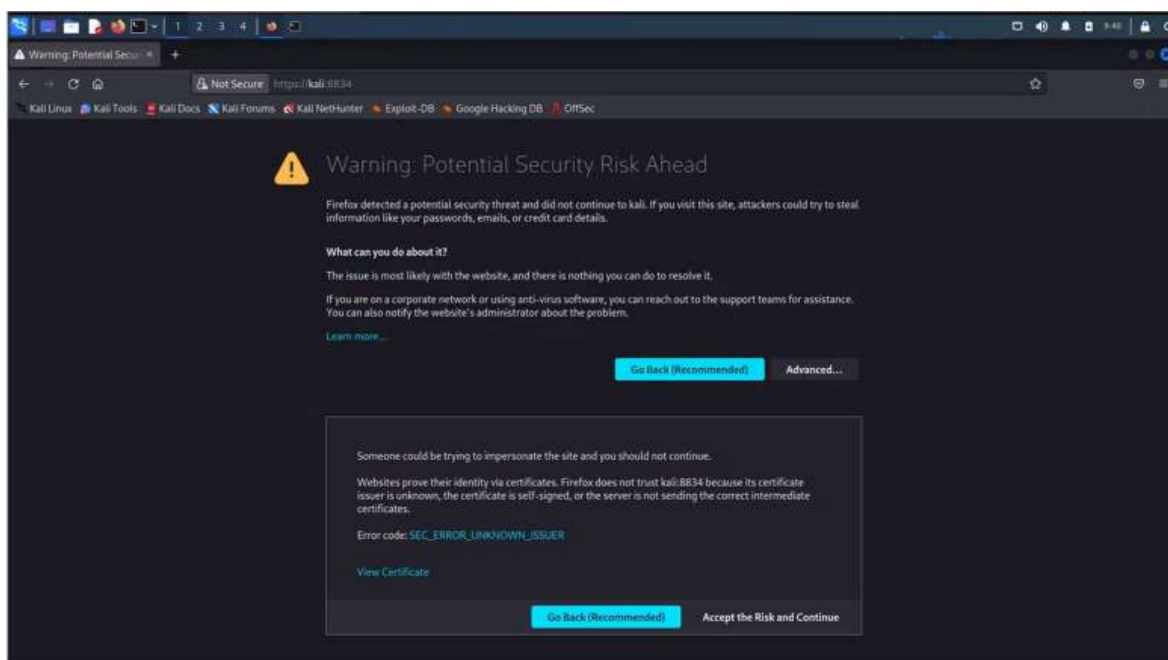 1 2 3 4
9:40
Warning: Potential Secur
Not Secure https://kali:8834
Kali Linux Kali Tools Kali Docs Kali Forums Kali NetHunter Exploit-DB Google Hacking DB OffSec
Warning: Potential Security Risk Ahead
Firefox detected a potential security threat and did not continue to kali. If you visit this site, attackers could try to steal
information like your passwords, emails, or credit card details.
What can you do about it?
The issue is most likely with the website, and there is nothing you can do to resolve it.
If you are on a corporate network or using anti-virus software, you can reach out to the support teams for assistance.
You can also notify the website's administrator about the problem.
Learn more...
Go Back (Recommended) Advanced...
Someone could be trying to impersonate the site and you should not continue.
Websites prove their identity via certificates. Firefox does not trust kali:8834 because its certificate
issuer is unknown, the certificate is self-signed, or the server is not sending the correct intermediate
certificates.
Error code: SEC_ERROR_UNKNOWN_ISSUER
View Certificate
Go Back (Recommended) Accept the Risk and Continue